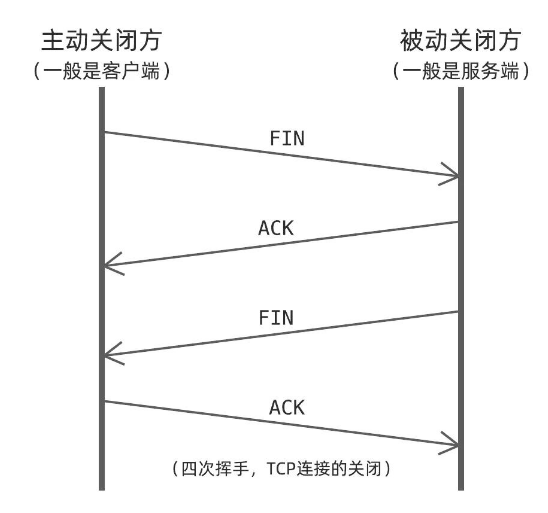 主动关闭方
（一般是客户端）
被动关闭方
（一般是服务端）
FIN
ACK
FIN
ACK
（四次挥手，TCP连接的关闭）